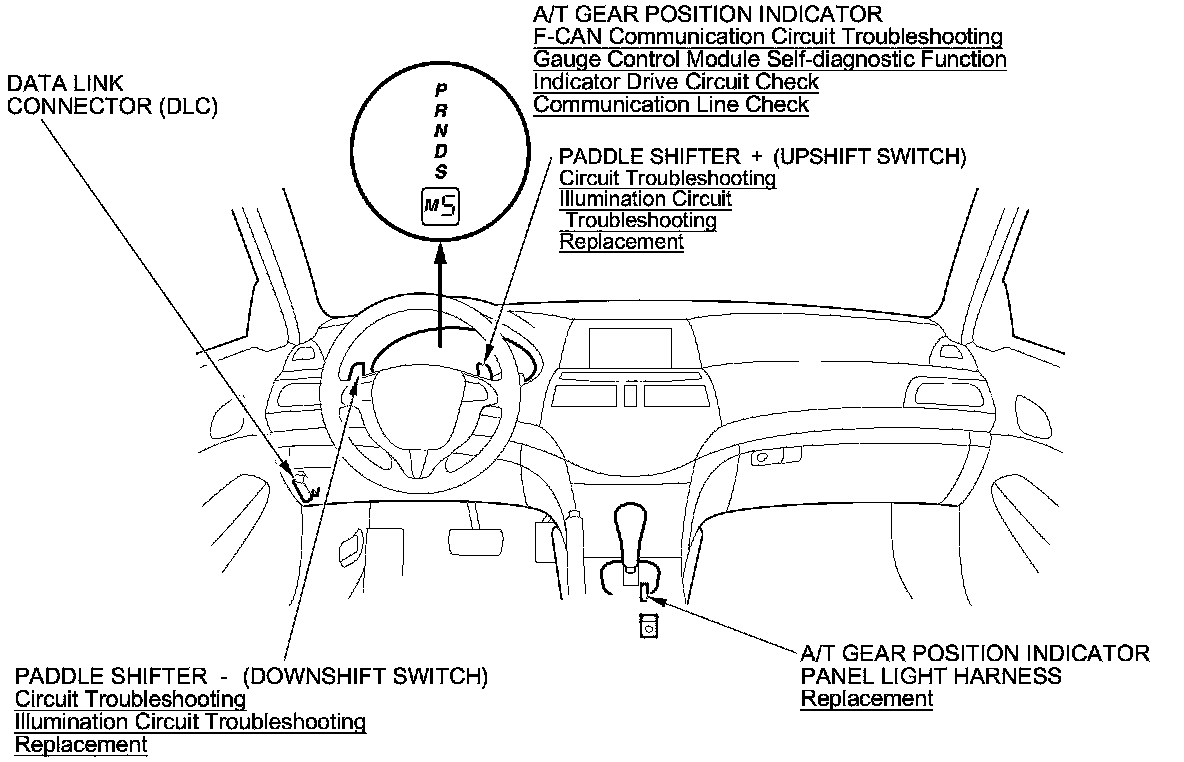 A/T GEAR POSITION INDICATOR
F-CAN Communication Circuit Troubleshooting
Gauge Control Module Self-diagnostic Function
Indicator Drive Circuit Check
Communication Line Check
DATA LINK
CONNECTOR (DLC)
P
R
N
D
S
M5
PADDLE SHIFTER + (UPSHIFT SWITCH)
Circuit Troubleshooting
Illumination Circuit
Troubleshooting
Replacement
PADDLE SHIFTER - (DOWNSHIFT SWITCH)
Circuit Troubleshooting
Illumination Circuit Troubleshooting
Replacement
A/T GEAR POSITION INDICATOR
PANEL LIGHT HARNESS
Replacement